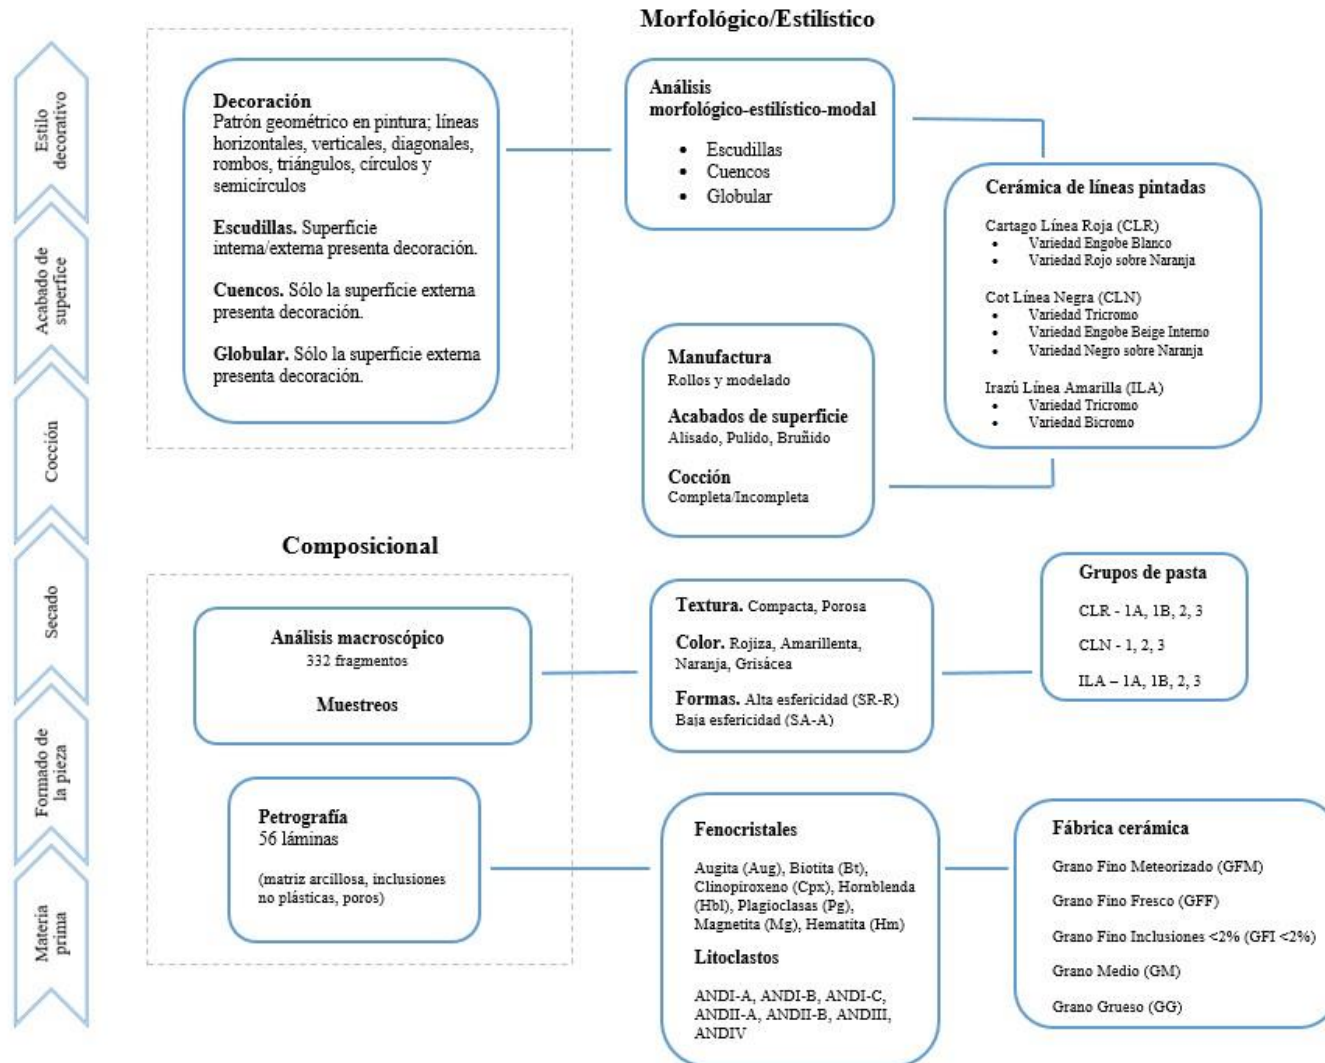 Morfológico/Estilístico
Estilo
decorativo
Acabado de
superfice
Cocción
Secado
Formado de
la pieza
Materia
prima
Decoración
Patrón geométrico en pintura; líneas
horizontales, verticales, diagonales,
rombos, triángulos, círculos y
semicírculos
Escudillas. Superficie
interna/externa presenta decoración.
Cuencos. Sólo la superficie externa
presenta decoración.
Globular. Sólo la superficie externa
presenta decoración.
Análisis
morfológico-estilístico-modal
• Escudillas
• Cuencos
• Globular
Cerámica de líneas pintadas
Cartago Línea Roja (CLR)
• Variedad Engobe Blanco
• Variedad Rojo sobre Naranja
Cot Línea Negra (CLN)
• Variedad Tricromo
• Variedad Engobe Beige Interno
• Variedad Negro sobre Naranja
Irazú Línea Amarilla (ILA)
• Variedad Tricromo
• Variedad Bicromo
Manufactura
Rollos y modelado
Acabados de superficie
Alisado, Pulido, Bruñido
Cocción
Completa/Incompleta
Composicional
Análisis macroscópico
332 fragmentos
Muestreos
Textura. Compacta, Porosa
Color. Rojiza, Amarillenta,
Naranja, Grisácea
Formas. Alta esfericidad (SR-R)
Baja esfericidad (SA-A)
Grupos de pasta
CLR - 1A, 1B, 2, 3
CLN - 1, 2, 3
ILA – 1A, 1B, 2, 3
Petrografía
56 láminas
(matriz arcillosa, inclusiones
no plásticas, poros)
Fenocristales
Augita (Aug), Biotita (Bt),
Clinopiroxeno (Cpx), Hornblenda
(Hbl), Plagioclasas (Pg),
Magnetita (Mg), Hematita (Hm)
Litoclastos
ANDI-A, ANDI-B, ANDI-C,
ANDII-A, ANDII-B, ANDIII,
ANDIV
Fábrica cerámica
Grano Fino Meteorizado (GFM)
Grano Fino Fresco (GFF)
Grano Fino Inclusiones <2% (GFI <2%)
Grano Medio (GM)
Grano Grueso (GG)